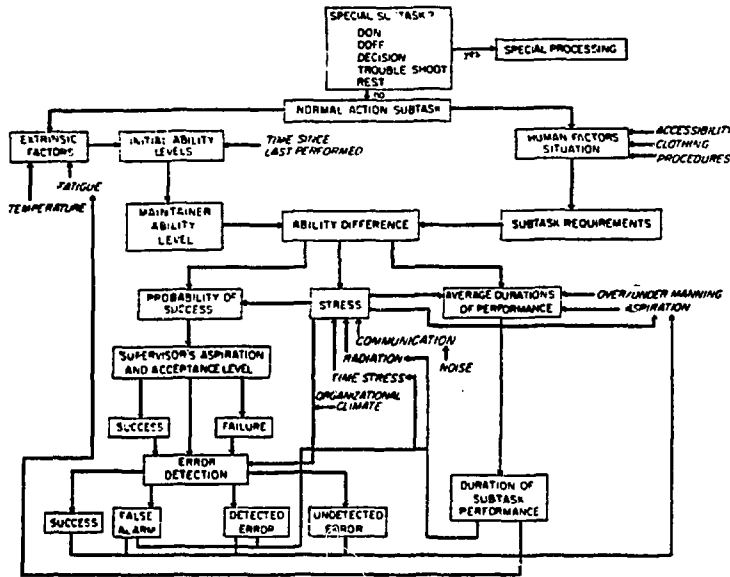 SPECIAL SUBTASK?
DON
DOFF
DECISION
TROUBLE SHOOT
REST
yes
SPECIAL PROCESSING
no
NORMAL ACTION SUBTASK
EXTRINSIC
FACTORS
INITIAL ABILITY
LEVELS
TIME SINCE
LAST PERFORMED
HUMAN FACTORS
SITUATION
ACCESSIBILITY
CLOTHING
PROCEDURES
FATIGUE
TEMPERATURE
MAINTAINER
ABILITY
LEVEL
ABILITY DIFFERENCE
SUBTASK REQUIREMENTS
PROBABILITY OF
SUCCESS
STRESS
AVERAGE DURATIONS
OF PERFORMANCE
OVER/UNDER MANNING
ASPIRATION
COMMUNICATION
RADIATION
NOISE
TIME STRESS
ORGANIZATIONAL
CLIMATE
SUPERVISOR'S ASPIRATION
AND ACCEPTANCE LEVEL
SUCCESS
FAILURE
ERROR
DETECTION
SUCCESS
FALSE
ALARM
DETECTED
ERROR
UNDETECTED
ERROR
DURATION OF
SUBTASK
PERFORMANCE